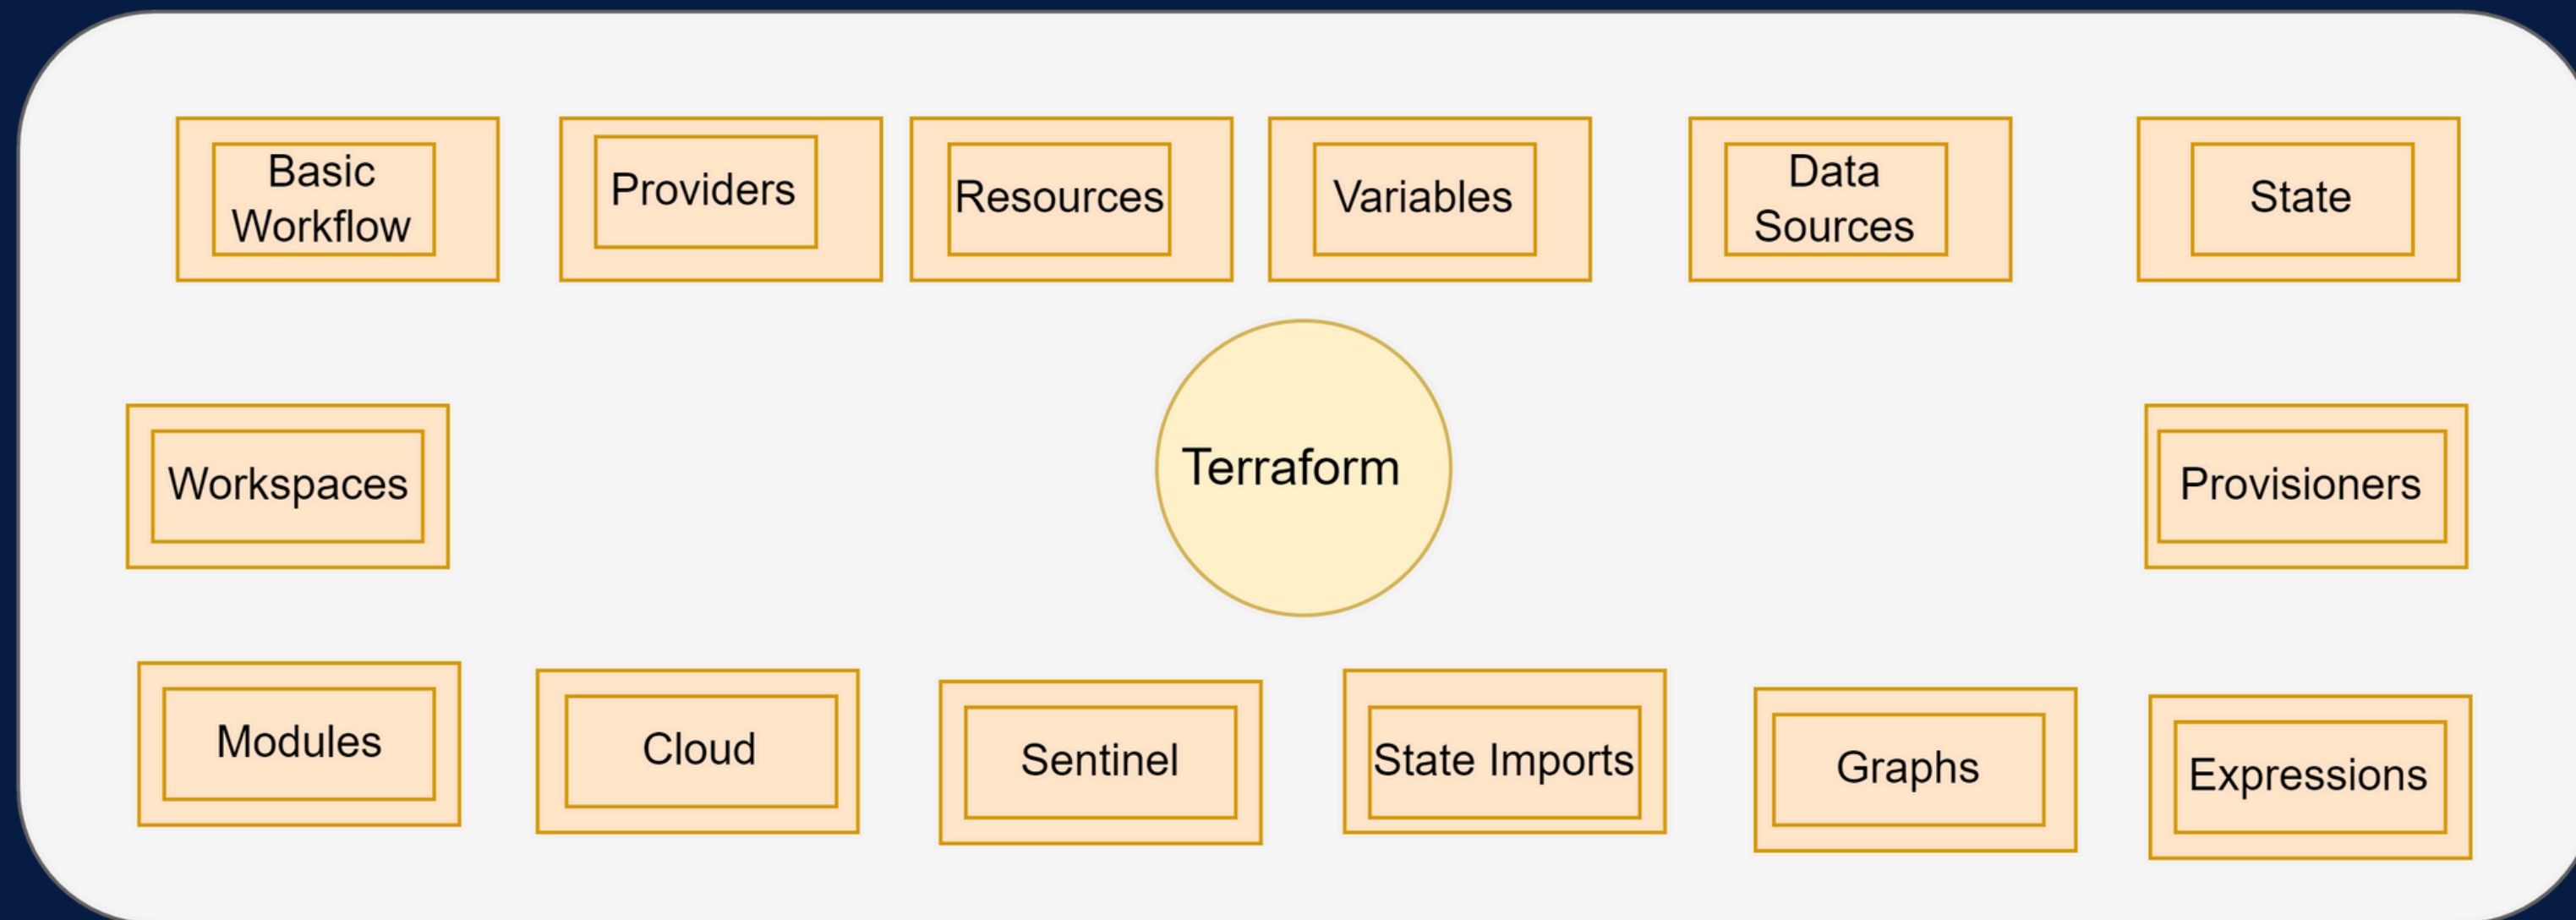 Basic
Workflow
Providers
Resources
Variables
Data
Sources
State
Workspaces
Terraform
Provisioners
Modules
Cloud
Sentinel
State Imports
Graphs
Expressions